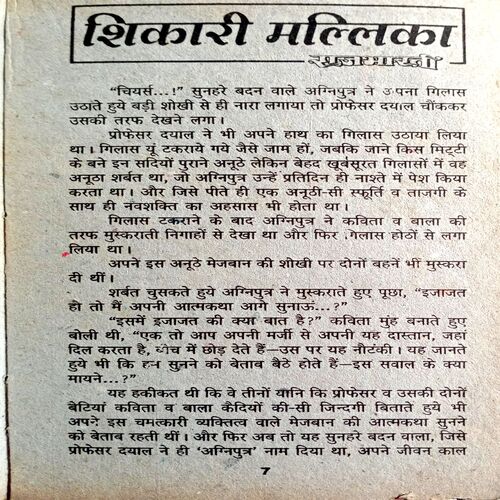 शिकारी मल्लिका
राजभारती
“चियर्स...!” सुनहरे बदन वाले अग्निपुत्र ने अपना गिलास
उठाते हुये बड़ी शोखी से ही नारा लगाया तो प्रोफेसर दयाल चौंककर
उसकी तरफ देखने लगा।
प्रोफेसर दयाल ने भी अपने हाथ का गिलास उठाया लिया
था। गिलास यूं टकराये गये जैसे जाम हों, जबकि जाने किस मिट्टी
के बने इन सदियों पुराने अनूठे लेकिन बेहद खूबसूरत गिलासों में वह
अनूठा शर्बत था, जो अग्निपुत्र उन्हें प्रतिदिन ही नाश्ते में पेश किया
करता था। और जिसे पीते ही एक अनूठी-सी स्फूर्ति व ताजगी के
साथ ही नवशक्ति का अहसास भी होता था।
गिलास टकराने के बाद अग्निपुत्र ने कविता व बाला की
तरफ मुस्कराती निगाहों से देखा था और फिर गिलास होठों से लगा
लिया था।
अपने इस अनूठे मेजबान की शोखी पर दोनों बहनें भी मुस्करा
दी थीं।
शर्बत चुसकते हुये अग्निपुत्र ने मुस्कराते हुए पूछा, “इजाजत
हो तो मैं अपनी आत्मकथा आगे सुनाऊं...?”
“इसमें इजाजत की क्या बात है?” कविता मुंह बनाते हुए
बोली थी, “एक तो आप अपनी मर्जी से अपनी यह दास्तान, जहां
दिल करता है, बीच में छोड़ देते हैं—उस पर यह नौटंकी। यह जानते
हुये भी कि हम सुनने को बेताब बैठे होते हैं—इस सवाल के क्या
मायने...?”
यह हकीकत थी कि वे तीनों यानि कि प्रोफेसर व उसकी दोनों
बेटियां कविता व बाला कैदियों की-सी जिन्दगी बिताते हुये भी
अपने इस चमत्कारी व्यक्तित्व वाले मेजबान की आत्मकथा सुनने
को बेताब रहती थीं। और फिर अब तो यह सुनहरे बदन वाला, जिसे
प्रोफेसर दयाल ने ही ‘अग्निपुत्र’ नाम दिया था, अपने जीवन काल
7